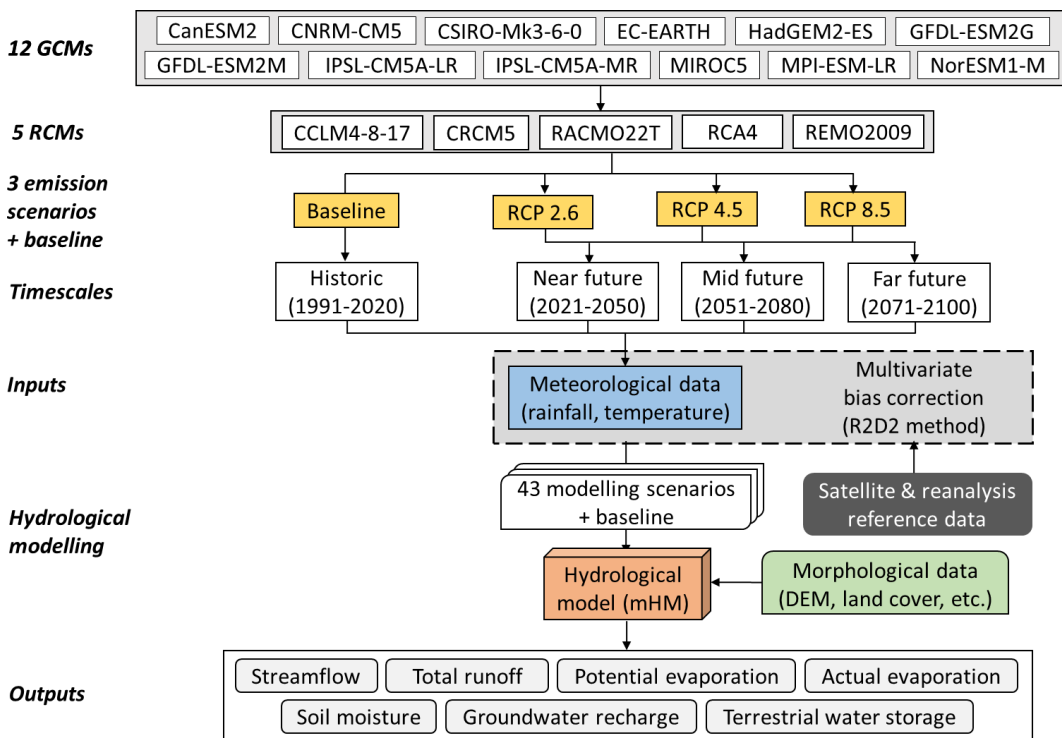 12 GCMs
CanESM2 CNRM-CM5 CSIRO-Mk3-6-0 EC-EARTH HadGEM2-ES GFDL-ESM2G
GFDL-ESM2M IPSL-CM5A-LR IPSL-CM5A-MR MIROC5 MPI-ESM-LR NorESM1-M
5 RCMs
CCLM4-8-17 CRCM5 RACMO22T RCA4 REMO2009
3 emission
scenarios
+ baseline
Baseline RCP 2.6 RCP 4.5 RCP 8.5
Timescales
Historic
(1991-2020)
Near future
(2021-2050)
Mid future
(2051-2080)
Far future
(2071-2100)
Inputs
Meteorological data
(rainfall, temperature)
Multivariate
bias correction
(R2D2 method)
Hydrological
modelling
43 modelling scenarios
+ baseline
Satellite & reanalysis
reference data
Hydrological
model (mHM)
Morphological data
(DEM, land cover, etc.)
Outputs
Streamflow Total runoff Potential evaporation Actual evaporation
Soil moisture Groundwater recharge Terrestrial water storage